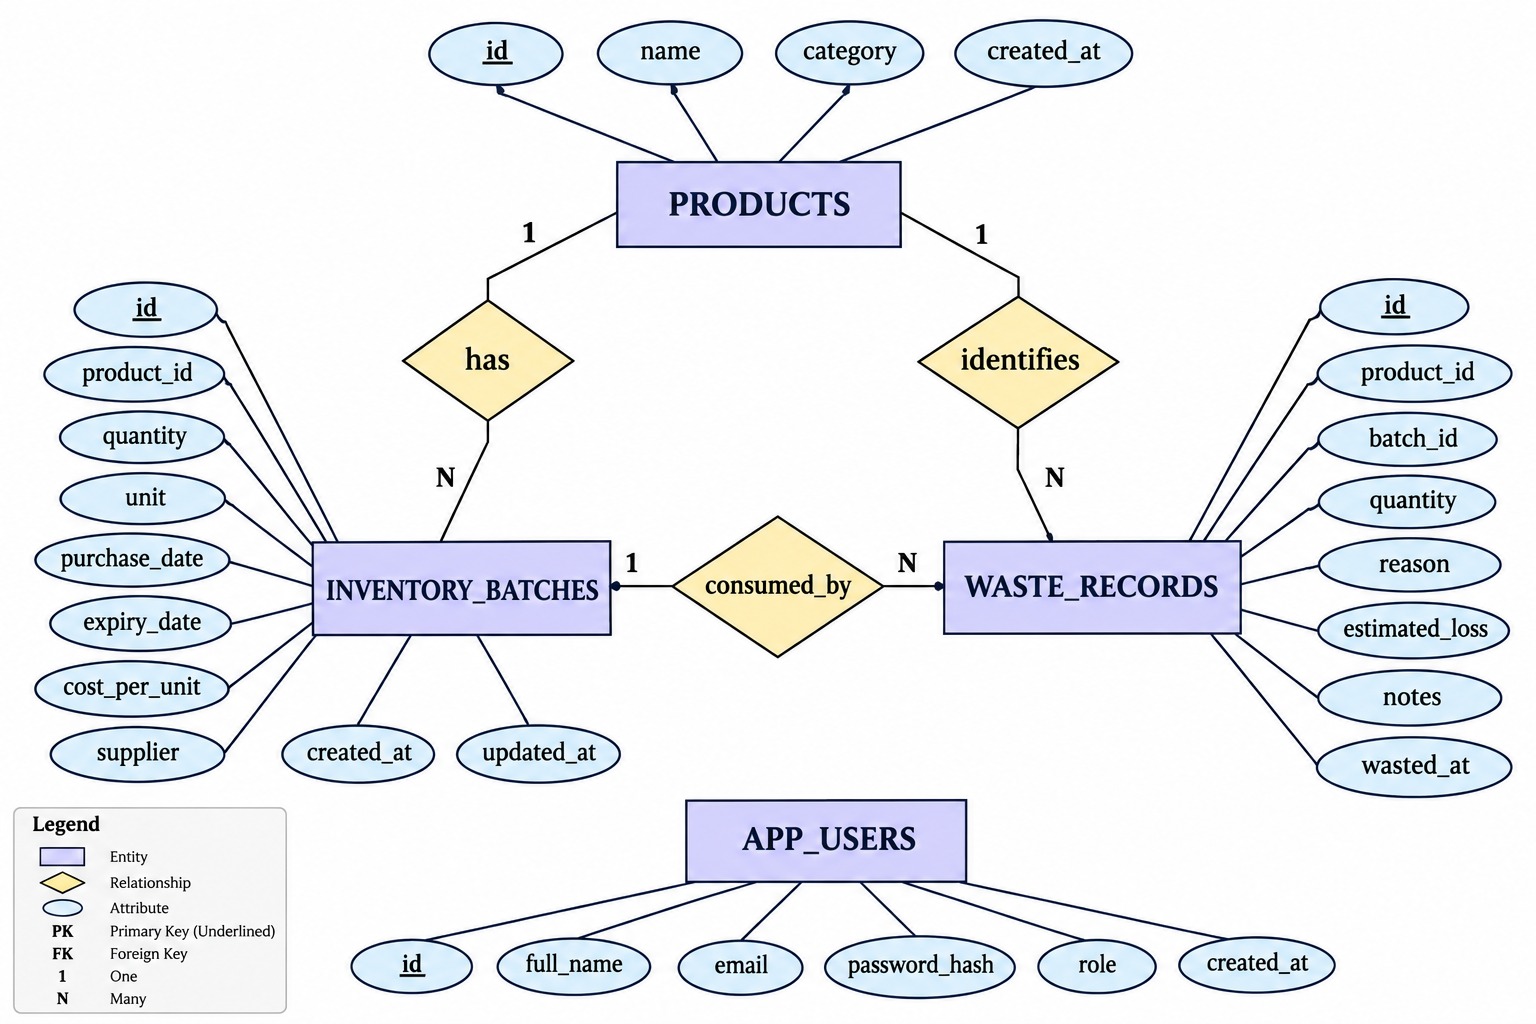 id
name
category
created_at
PRODUCTS
1
1
has
identifies
N
N
id
product_id
quantity
unit
purchase_date
expiry_date
cost_per_unit
supplier
INVENTORY_BATCHES
created_at
updated_at
1
consumed_by
N
WASTE_RECORDS
id
product_id
batch_id
quantity
reason
estimated_loss
notes
wasted_at
APP_USERS
id
full_name
email
password_hash
role
created_at
Legend
Entity
Relationship
Attribute
PK Primary Key (Underlined)
FK Foreign Key
1 One
N Many